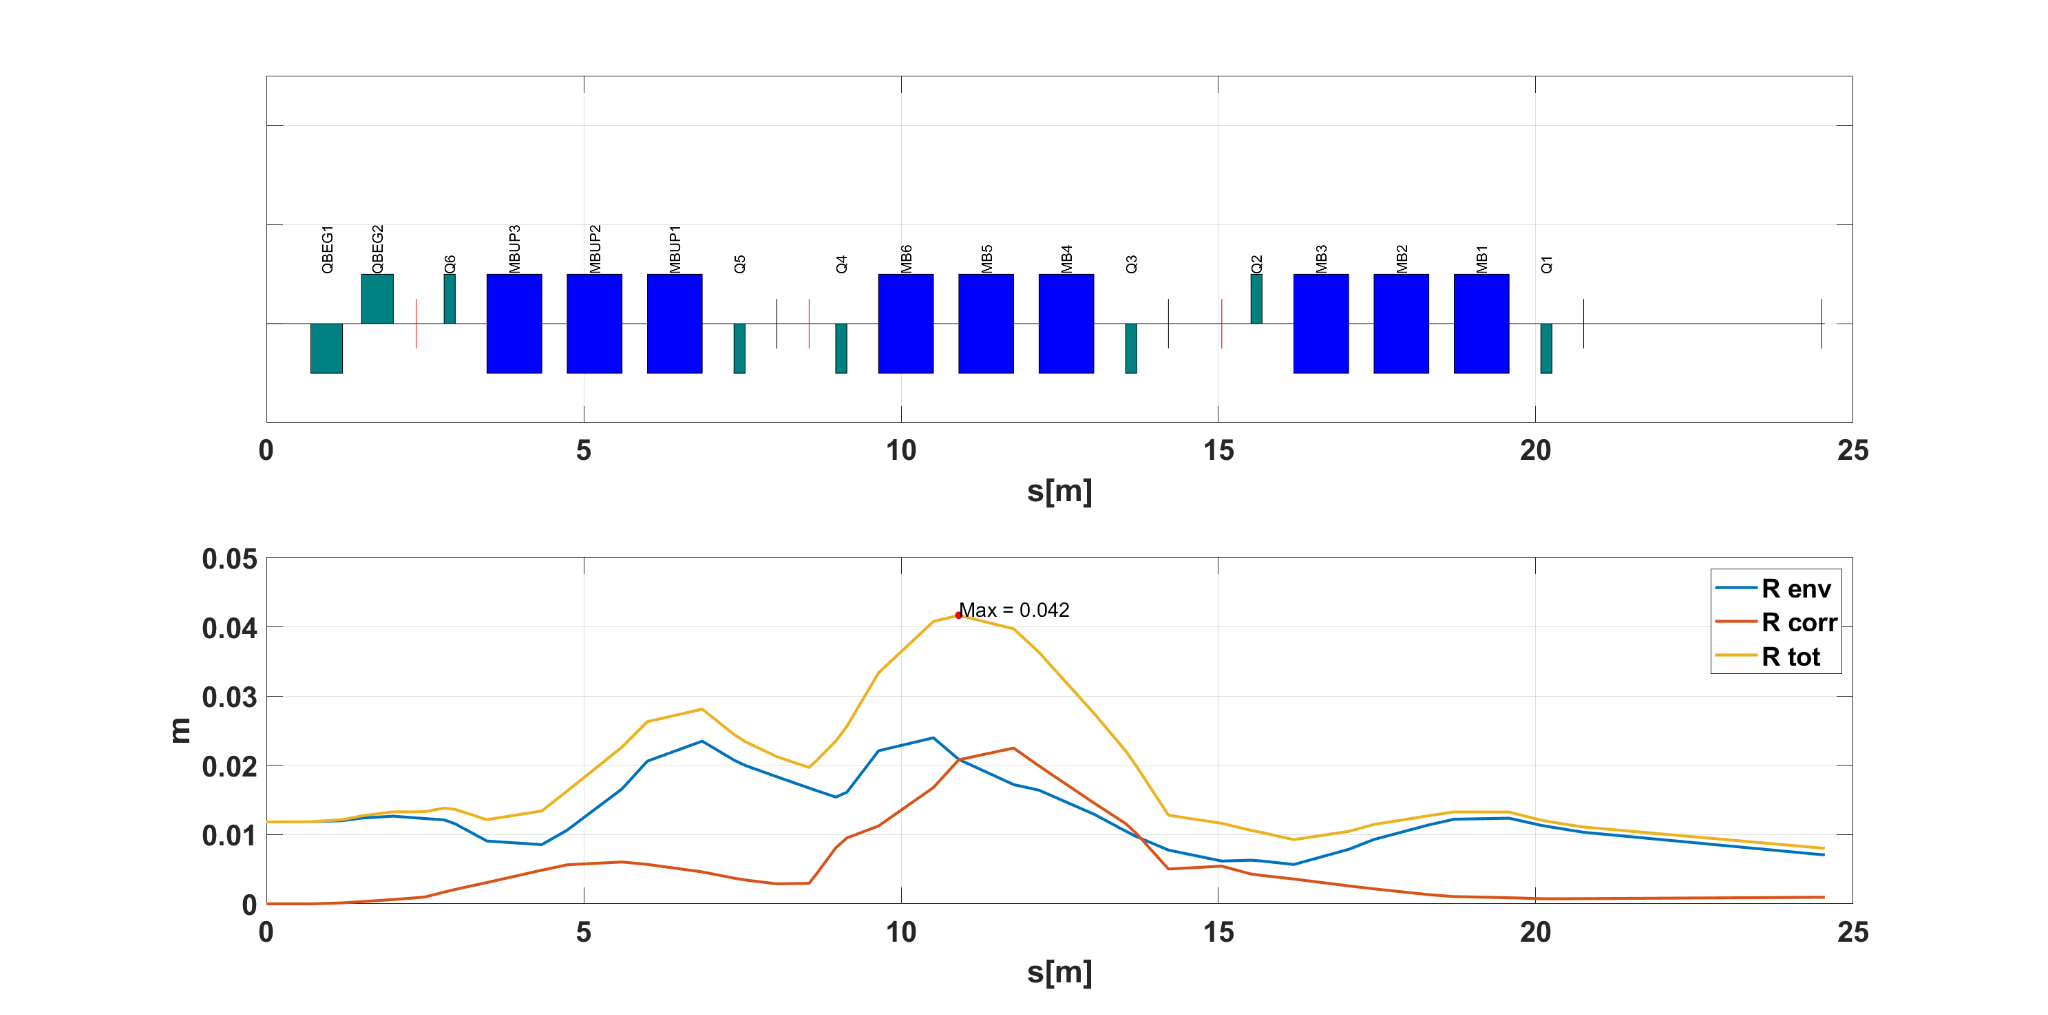 QBEG1
QBEG2
Q6
MBUP3
MBUP2
MBUP1
Q5
Q4
MB6
MB5
MB4
Q3
Q2
MB3
MB2
MB1
Q1
0 5 10 15 20 25
s[m]
0.05
0.04
0.03
0.02
0.01
0
m
Max = 0.042
R env
R corr
R tot
0 5 10 15 20 25
s[m]